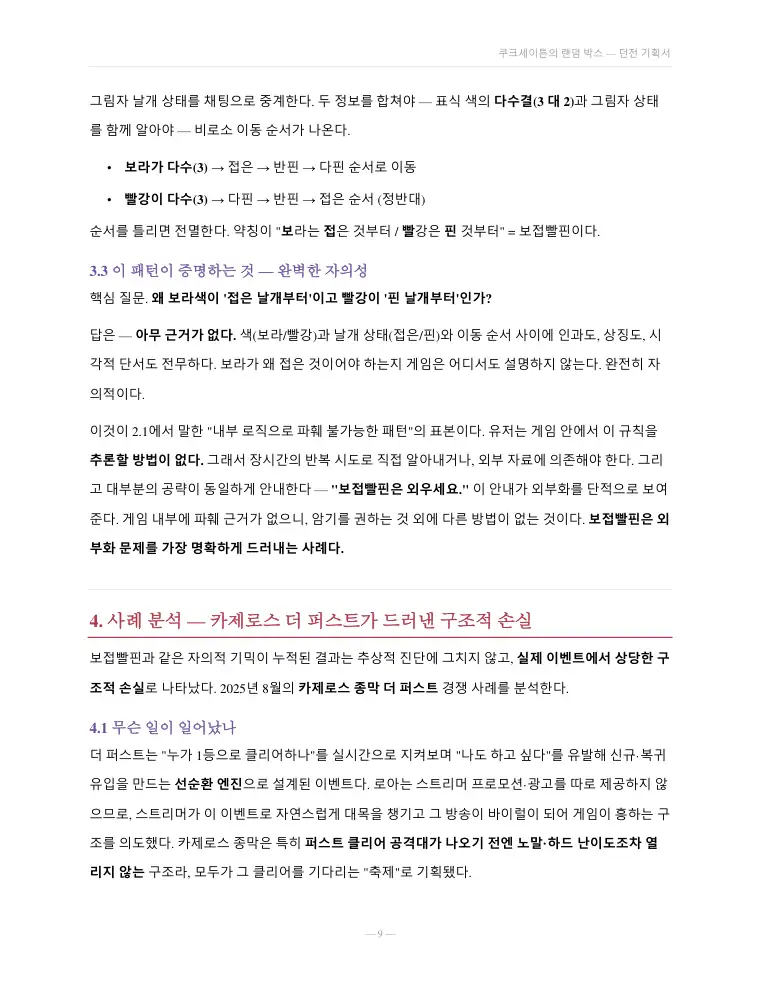 쿠크세이튼의 랜덤 박스 — 던전 기획서
그림자 날개 상태를 채팅으로 중계한다. 두 정보를 합쳐야 — 표식 색의 다수결(3 대 2)과 그림자 상태
를 함께 알아야 — 비로소 이동 순서가 나온다.
• 보라가 다수(3) → 접은 → 반핀 → 다핀 순서로 이동
• 빨강이 다수(3) → 다핀 → 반핀 → 접은 순서 (정반대)
순서를 틀리면 전멸한다. 약칭이 "보라는 접은 것부터 / 빨강은 핀 것부터" = 보접빨핀이다.
3.3 이 패턴이 증명하는 것 — 완벽한 자의성
핵심 질문. 왜 보라색이 '접은 날개부터'이고 빨강이 '핀 날개부터'인가?
답은 — 아무 근거가 없다. 색(보라/빨강)과 날개 상태(접은/핀)와 이동 순서 사이에 인과도, 상징도, 시
각적 단서도 전무하다. 보라가 왜 접은 것이어야 하는지 게임은 어디서도 설명하지 않는다. 완전히 자
의적이다.
이것이 2.1에서 말한 "내부 로직으로 파훼 불가능한 패턴"의 표본이다. 유저는 게임 안에서 이 규칙을
추론할 방법이 없다. 그래서 장시간의 반복 시도로 직접 알아내거나, 외부 자료에 의존해야 한다. 그리
고 대부분의 공략이 동일하게 안내한다 — "보접빨핀은 외우세요." 이 안내가 외부화를 단적으로 보여
준다. 게임 내부에 파훼 근거가 없으니, 암기를 권하는 것 외에 다른 방법이 없는 것이다. 보접빨핀은 외
부화 문제를 가장 명확하게 드러내는 사례다.
4. 사례 분석 — 카제로스 더 퍼스트가 드러낸 구조적 손실
보접빨핀과 같은 자의적 기믹이 누적된 결과는 추상적 진단에 그치지 않고, 실제 이벤트에서 상당한 구
조적 손실로 나타났다. 2025년 8월의 카제로스 종막 더 퍼스트 경쟁 사례를 분석한다.
4.1 무슨 일이 일어났나
더 퍼스트는 "누가 1등으로 클리어하나"를 실시간으로 지켜보며 "나도 하고 싶다"를 유발해 신규·복귀
유입을 만드는 선순환 엔진으로 설계된 이벤트다. 로아는 스트리머 프로모션·광고를 따로 제공하지 않
으므로, 스트리머가 이 이벤트로 자연스럽게 대목을 챙기고 그 방송이 바이럴이 되어 게임이 흥하는 구
조를 의도했다. 카제로스 종막은 특히 퍼스트 클리어 공격대가 나오기 전엔 노말·하드 난이도조차 열
리지 않는 구조라, 모두가 그 클리어를 기다리는 "축제"로 기획됐다.
— 9 —